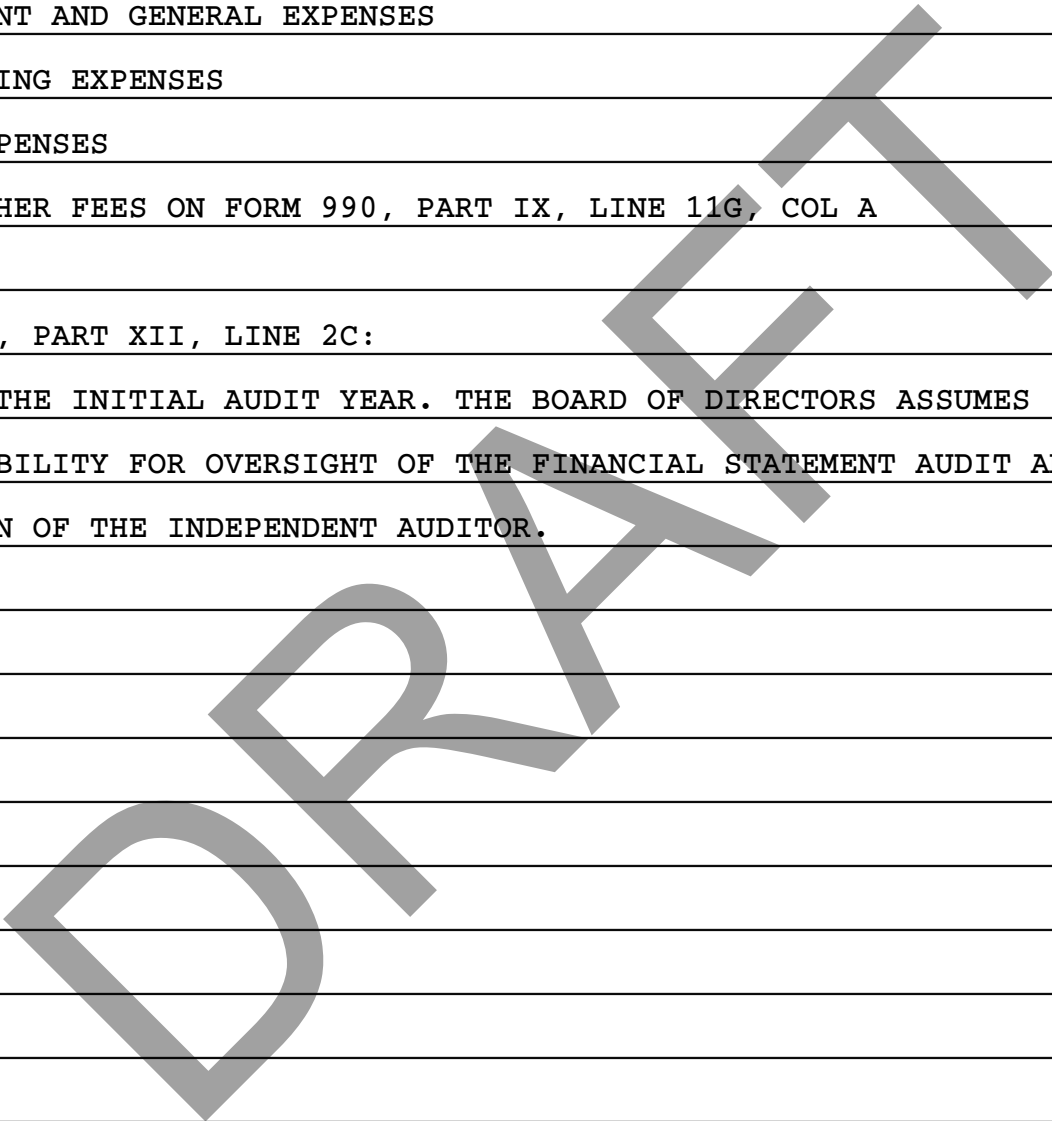 NT AND GENERAL EXPENSES
ING EXPENSES
PENSES
HER FEES ON FORM 990, PART IX, LINE 11G, COL A
, PART XII, LINE 2C:
THE INITIAL AUDIT YEAR. THE BOARD OF DIRECTORS ASSUMES
BILITY FOR OVERSIGHT OF THE FINANCIAL STATEMENT AUDIT A
N OF THE INDEPENDENT AUDITOR.
DRAFT